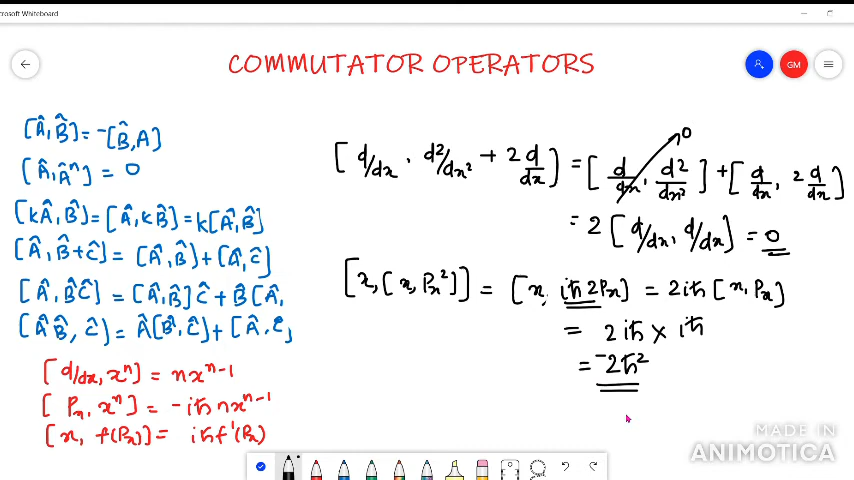 icrosoft Whiteboard
COMMUTATOR OPERATORS
GM
[Â, B̂] = -[B̂, A]
[Â, Âⁿ] = 0
[kÂ, B̂] = [Â, kB̂] = k[Â, B̂]
[Â, B̂+Ĉ] = [Â, B̂] + [Â, Ĉ]
[Â, B̂Ĉ] = [Â, B̂]Ĉ + B̂[Â,
[ÂB̂, Ĉ] = Â[B̂, Ĉ] + [Â, Ĉ,
[d/dx, xⁿ] = nxⁿ⁻¹
[Pₓ, xⁿ] = -iħnxⁿ⁻¹
[x, f(Pₓ)] = iħf'(Pₓ)
[d/dx, d²/dx² + 2 d/dx] = [d/dx, d²/dx²] + [d/dx, 2 d/dx]
0
= 2[d/dx, d/dx] = 0
[x, [x, Pₓ²]] = [x, iħ2Pₓ] = 2iħ[x, Pₓ]
= 2iħ × iħ
= -2ħ²
MADE IN
ANIMOTICA